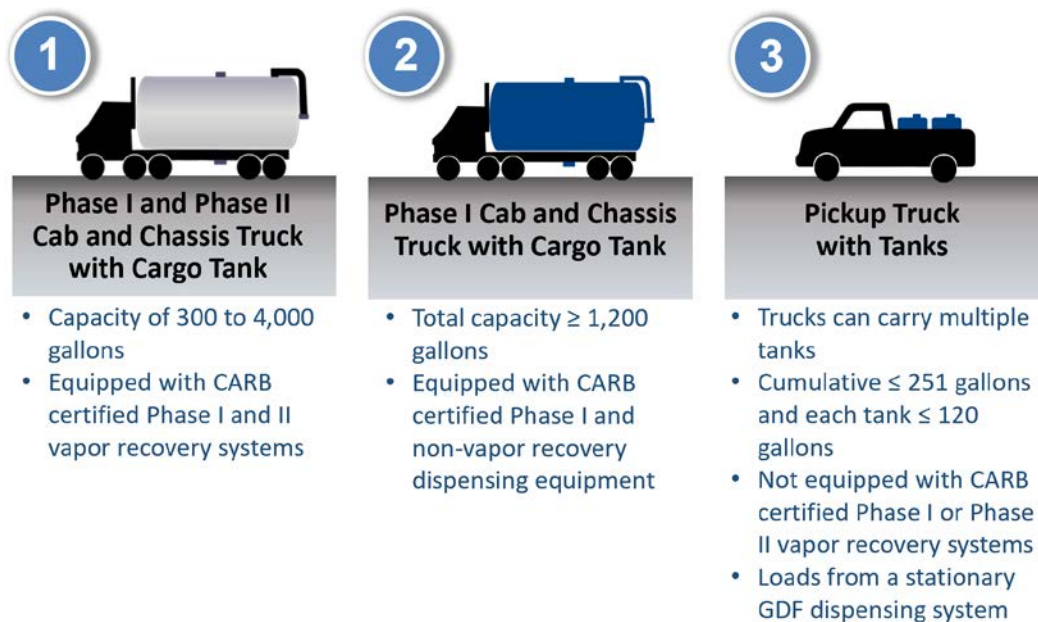 1
Phase I and Phase II
Cab and Chassis Truck
with Cargo Tank
• Capacity of 300 to 4,000
gallons
• Equipped with CARB
certified Phase I and II
vapor recovery systems
2
Phase I Cab and Chassis
Truck with Cargo Tank
• Total capacity ≥ 1,200
gallons
• Equipped with CARB
certified Phase I and
non-vapor recovery
dispensing equipment
3
Pickup Truck
with Tanks
• Trucks can carry multiple
tanks
• Cumulative ≤ 251 gallons
and each tank ≤ 120
gallons
• Not equipped with CARB
certified Phase I or Phase
II vapor recovery systems
• Loads from a stationary
GDF dispensing system